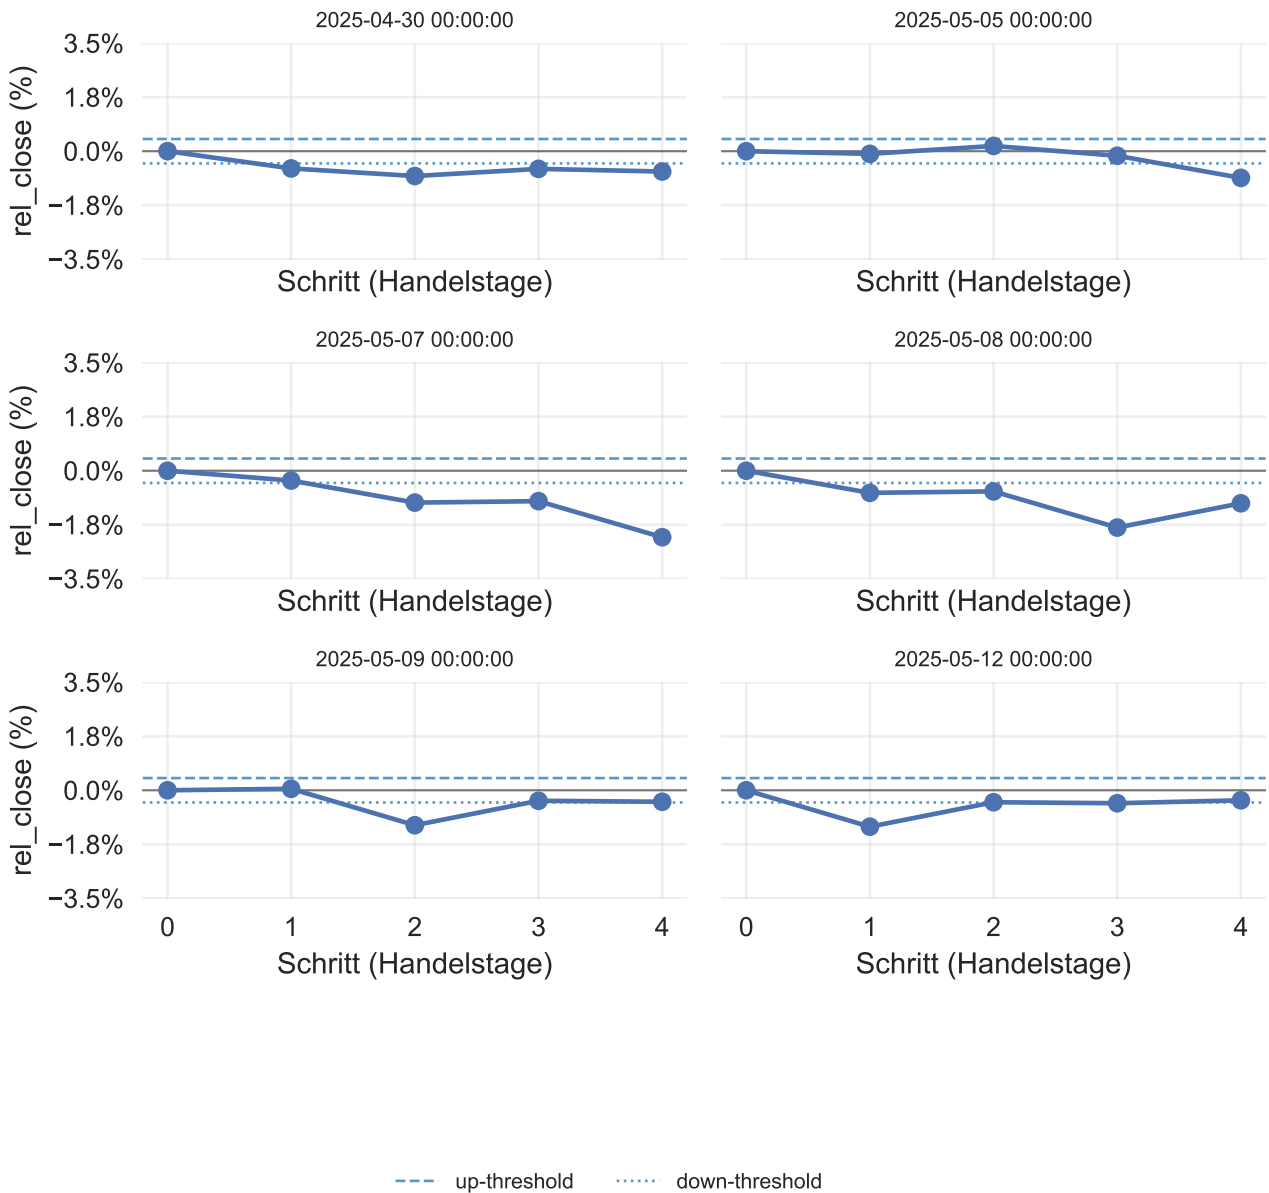 2025-04-30 00:00:00
2025-05-05 00:00:00
3.5%
1.8%
0.0%
−1.8%
−3.5%
rel_close (%)
Schritt (Handelstage)
Schritt (Handelstage)
2025-05-07 00:00:00
2025-05-08 00:00:00
3.5%
1.8%
0.0%
−1.8%
−3.5%
rel_close (%)
Schritt (Handelstage)
Schritt (Handelstage)
2025-05-09 00:00:00
2025-05-12 00:00:00
3.5%
1.8%
0.0%
−1.8%
−3.5%
rel_close (%)
0 1 2 3 4
0 1 2 3 4
Schritt (Handelstage)
Schritt (Handelstage)
up-threshold
down-threshold